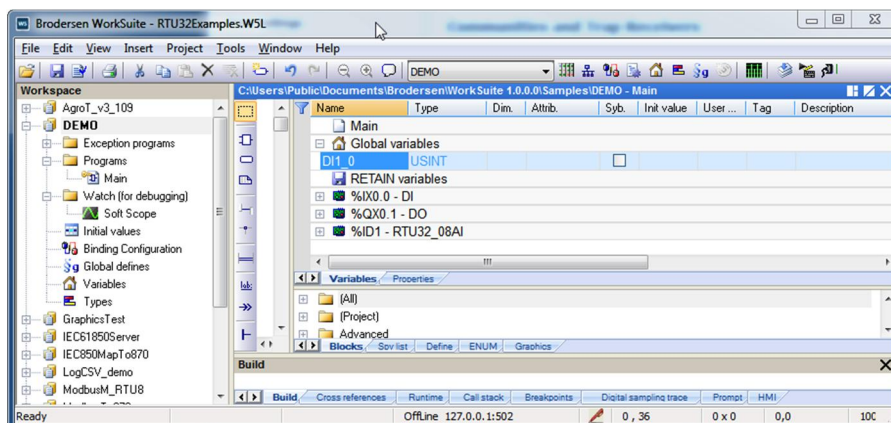 Brodersen WorkSuite - RTU32Examples.W5L
Communities and Trap Receivers
File Edit View Insert Project Tools Window Help
DEMO
Workspace
C:\Users\Public\Documents\Brodersen\WorkSuite 1.0.0.0\Samples\DEMO - Main
AgroT_v3_109
DEMO
Exception programs
Programs
Main
Watch (for debugging)
Soft Scope
Initial values
Binding Configuration
Global defines
Variables
Types
GraphicsTest
IEC61850Server
IEC850MapTo870
LogCSV_demo
ModbusM_RTU8
Name Type Dim. Attrib. Syb. Init value User ... Tag Description
Main
Global variables
DI1_0 USINT
RETAIN variables
%IX0.0 - DI
%QX0.1 - DO
%ID1 - RTU32_08AI
Variables Properties
(All)
(Project)
Advanced
Blocks Spy list Define ENUM Graphics
Build
Build Cross references Runtime Call stack Breakpoints Digital sampling trace Prompt HMI
Ready OffLine 127.0.0.1:502 0 , 36 0 x 0 0,0